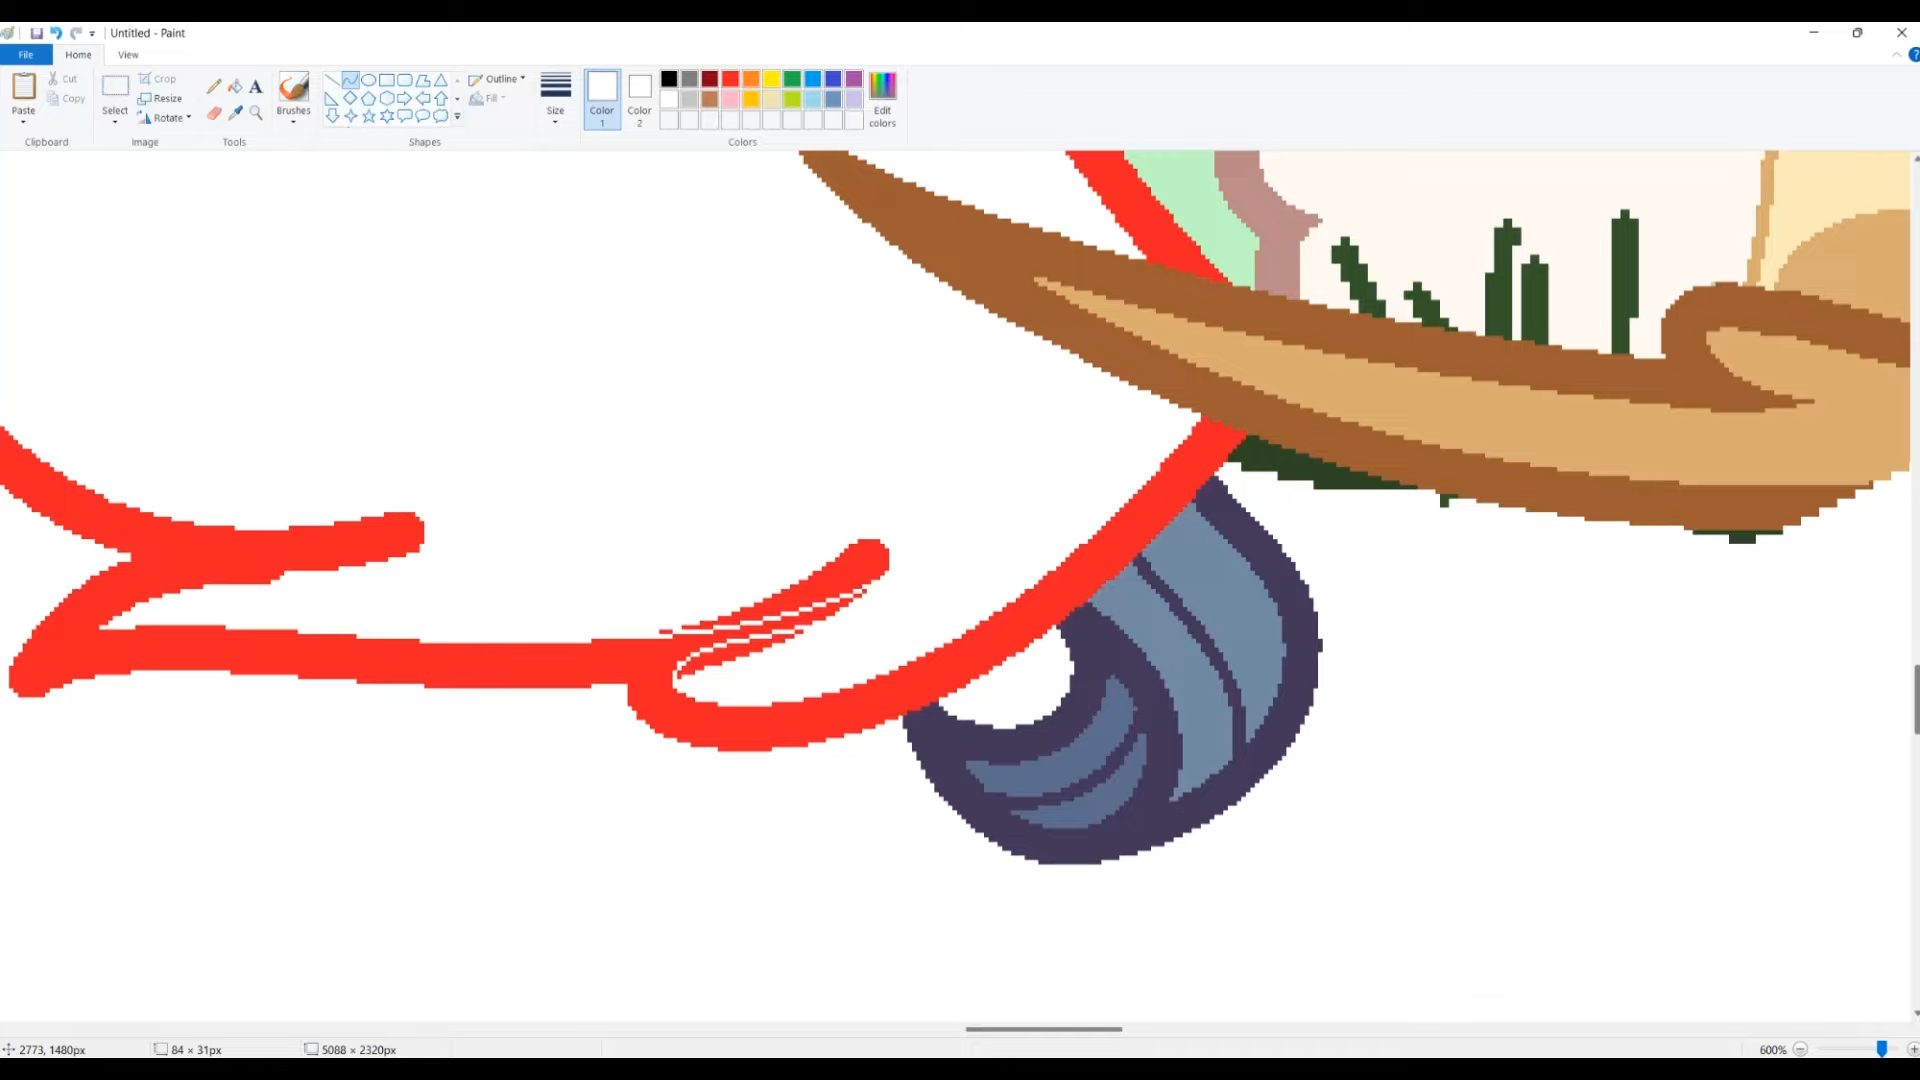 Untitled - Paint
File Home View
Paste
Cut
Copy
Clipboard
Select
Crop
Resize
Rotate
Image
Tools
Brushes
Shapes
Outline
Fill
Size
Color 1
Color 2
Colors
Edit colors
2773, 1480px
84 × 31px
5088 × 2320px
600%